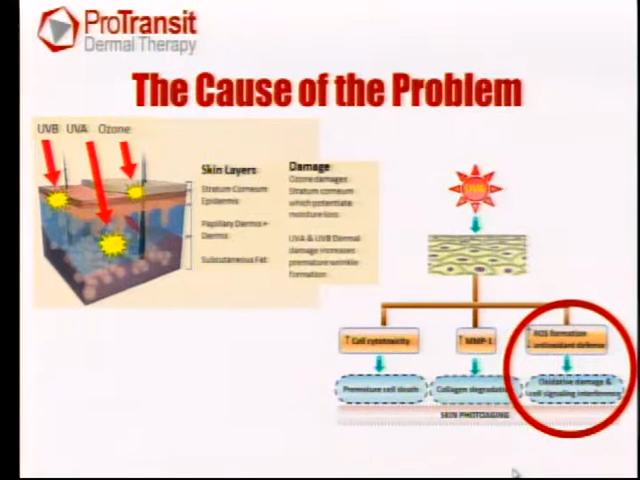 ProTransit
Dermal Therapy
The Cause of the Problem
UVB UVA Ozone
Skin Layers
Stratum Corneum
Epidermis
Papillary Dermis +
Dermis
Subcutaneous Fat
Damage
Ozone damages
Stratum corneum
which potentiate
moisture loss
UVA & UVB Dermal
damage increases
premature wrinkle
formation
↑ Cell cytotoxicity
↑ MMP-1
↑ ROS formation
↓ antioxidant defense
Premature cell death
Collagen degradation
Oxidative damage &
cell signaling interference
SKIN PHOTOAGING